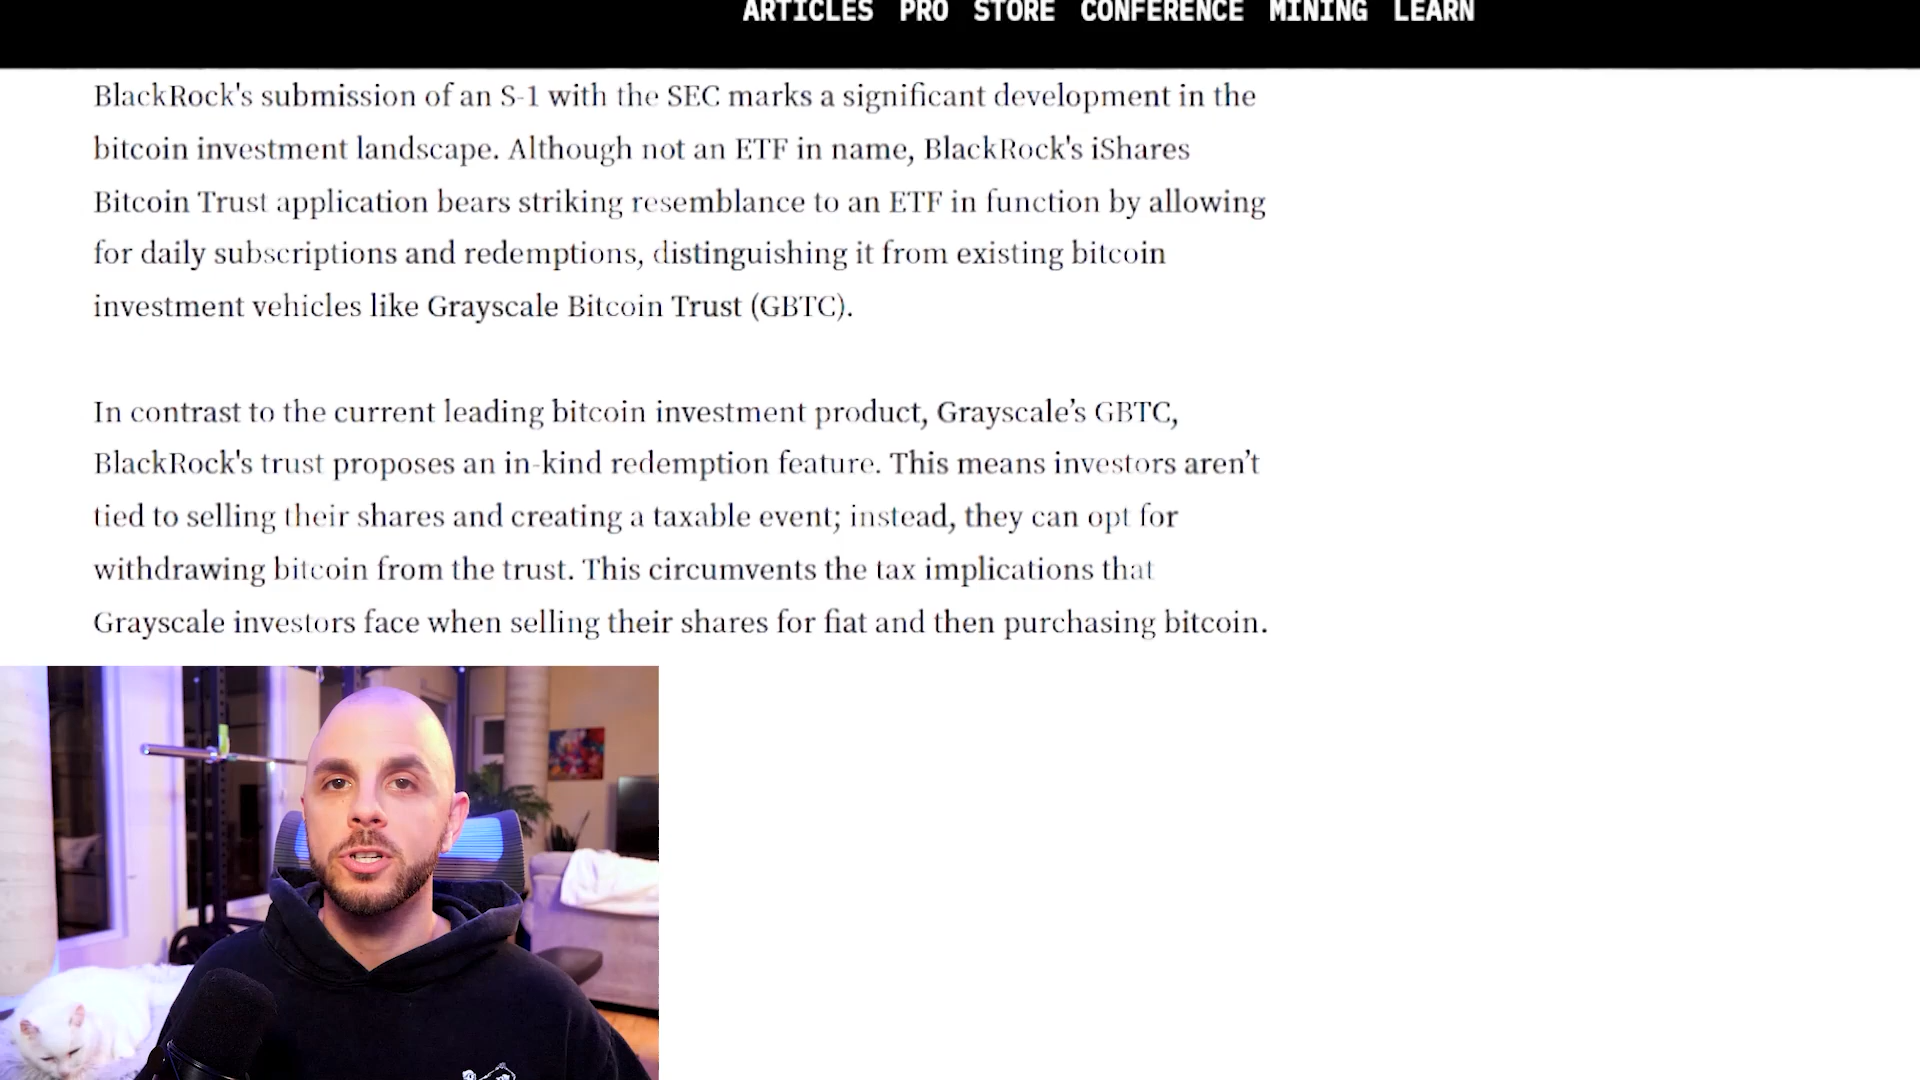 ARTICLES PRO STORE CONFERENCE MINING LEARN
BlackRock's submission of an S-1 with the SEC marks a significant development in the
bitcoin investment landscape. Although not an ETF in name, BlackRock's iShares
Bitcoin Trust application bears striking resemblance to an ETF in function by allowing
for daily subscriptions and redemptions, distinguishing it from existing bitcoin
investment vehicles like Grayscale Bitcoin Trust (GBTC).
In contrast to the current leading bitcoin investment product, Grayscale’s GBTC,
BlackRock's trust proposes an in-kind redemption feature. This means investors aren’t
tied to selling their shares and creating a taxable event; instead, they can opt for
withdrawing bitcoin from the trust. This circumvents the tax implications that
Grayscale investors face when selling their shares for fiat and then purchasing bitcoin.